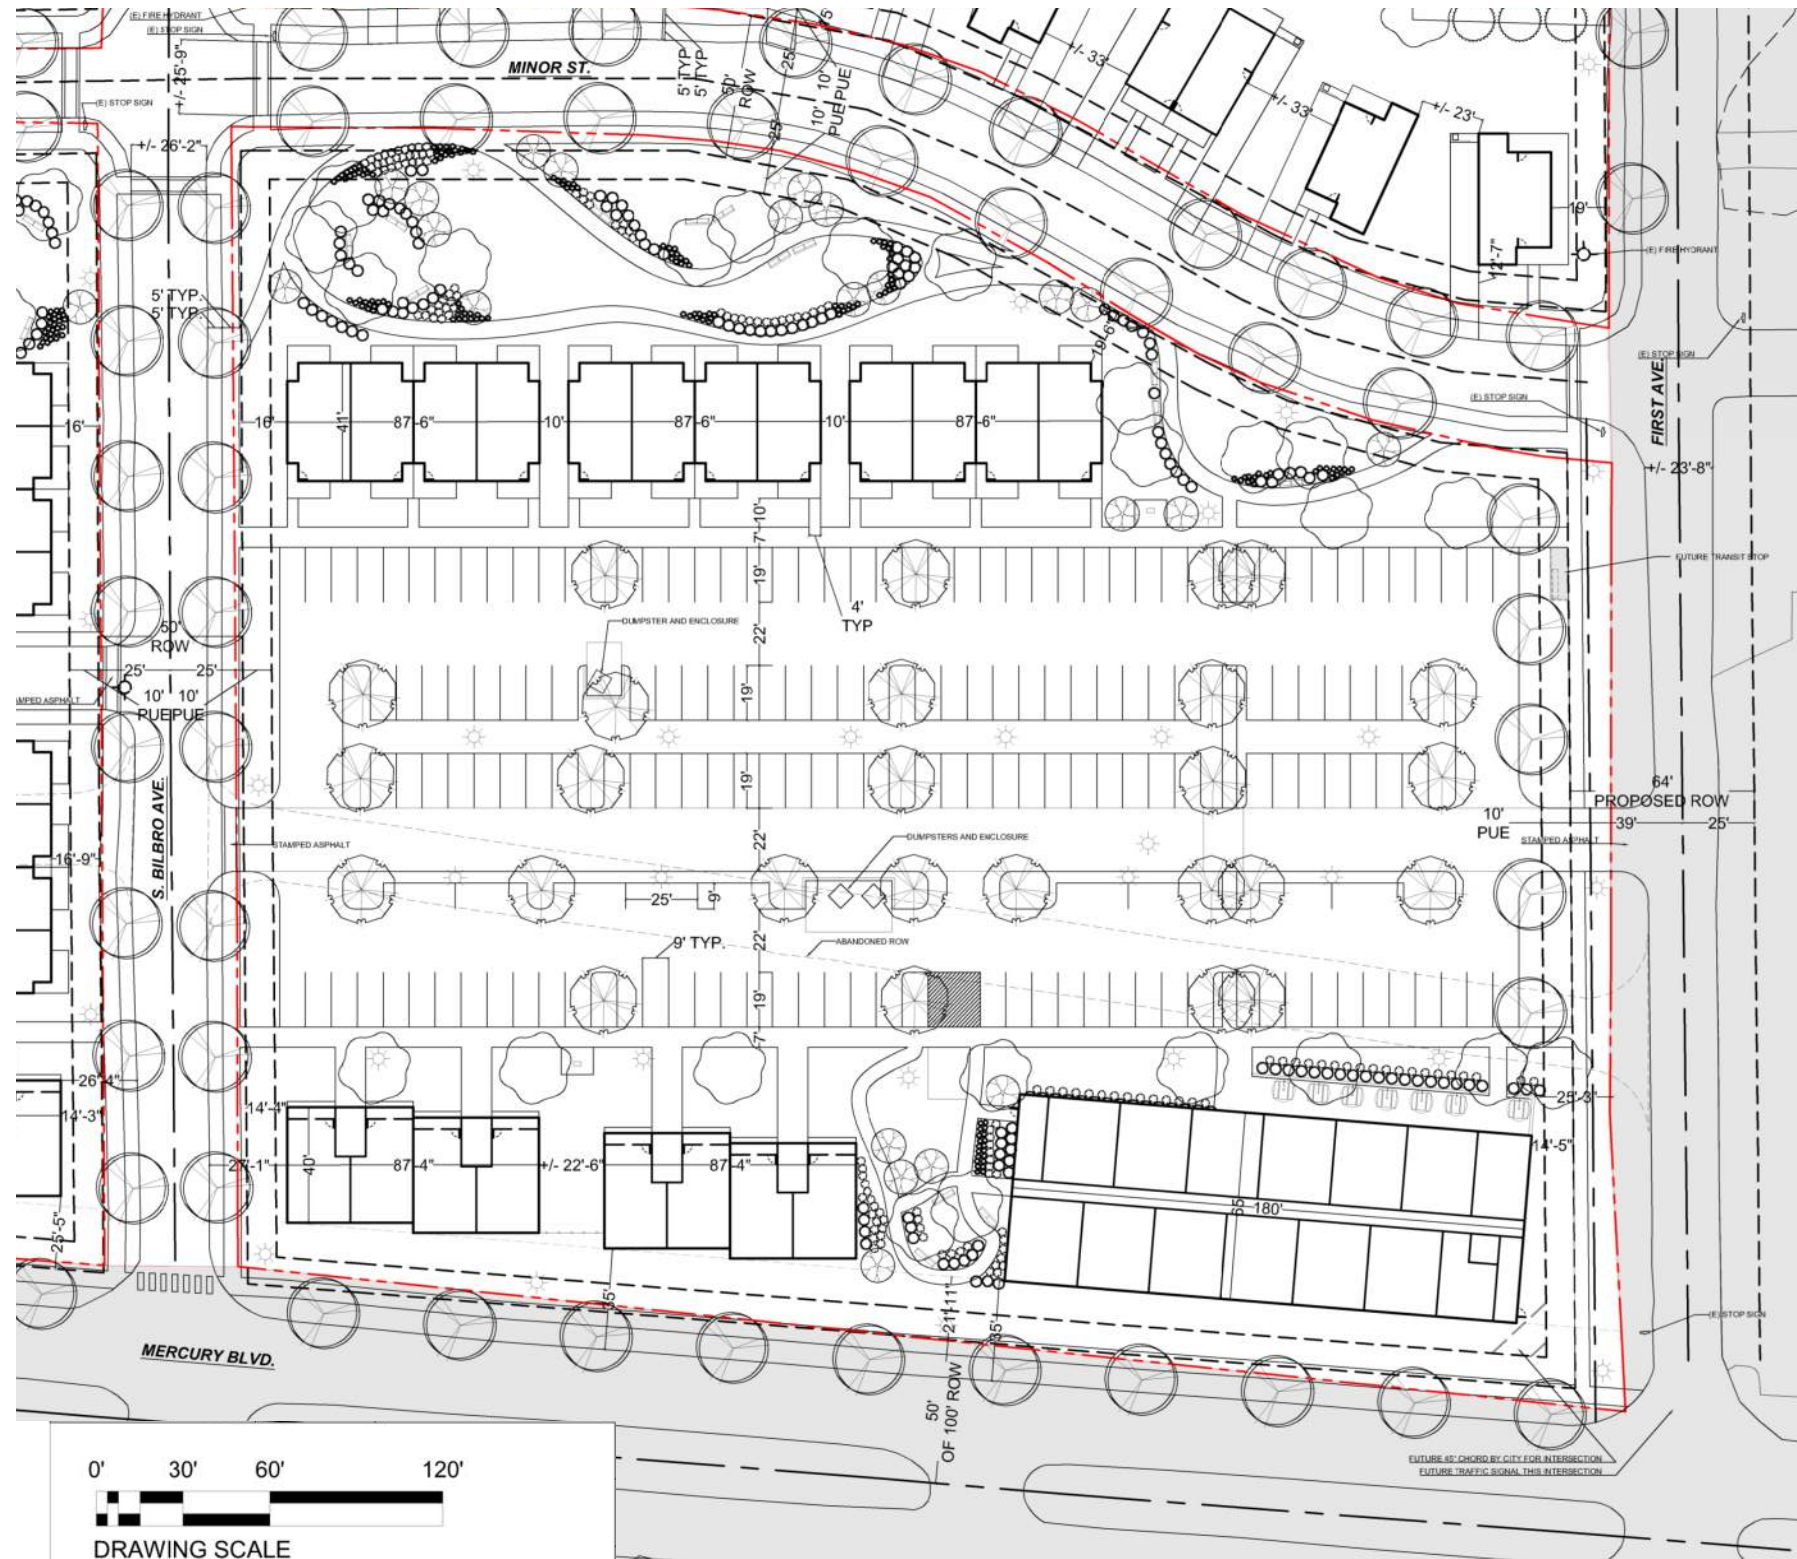 (E) FIRE HYDRANT
(E) STOP SIGN
+/- 25'-9"
MINOR ST.
5' TYP
5' TYP
50'
ROW
25'
10' 10'
PUE PUE
25'
+/- 33'
+/- 33'
+/- 23'
(E) STOP SIGN
+/- 26'-2"
19'
12'-7"
(E) FIRE HYDRANT
5' TYP.
5' TYP.
19'-6"
(E) STOP SIGN
(E) STOP SIGN
FIRST AVE.
16'
16'
41'
87'-6"
10'
87'-6"
10'
87'-6"
+/- 23'-8"
10'
7'
19'
FUTURE TRANSIT STOP
4'
TYP
DUMPSTER AND ENCLOSURE
22'
50'
ROW
25'
25'
10' 10'
PUE PUE
STAMPED ASPHALT
19'
19'
64'
PROPOSED ROW
39'
25'
10'
PUE
STAMPED ASPHALT
S. BILBRO AVE.
16'-9"
STAMPED ASPHALT
22'
DUMPSTERS AND ENCLOSURE
25'
9'
9' TYP.
22'
ABANDONED ROW
19'
7'
26'-4"
14'-3"
14'-4"
25'-3"
14'-5"
27'-1"
40'
87'-4"
+/- 22'-6"
87'-4"
65'
180'
25'-5"
35'
21'-11"
35'
(E) STOP SIGN
MERCURY BLVD.
50'
OF 100' ROW
FUTURE 45' CHORD BY CITY FOR INTERSECTION
FUTURE TRAFFIC SIGNAL THIS INTERSECTION
0' 30' 60' 120'
DRAWING SCALE